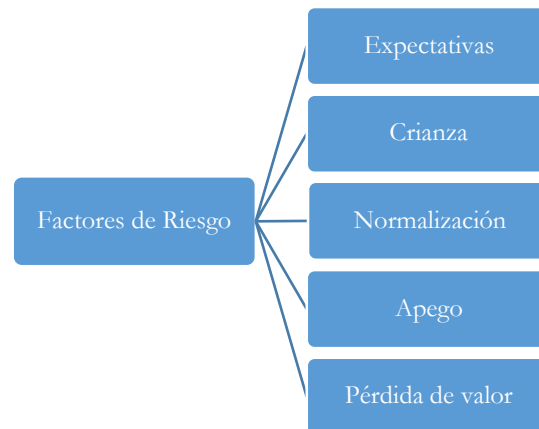 Factores de Riesgo
Expectativas
Crianza
Normalización
Apego
Pérdida de valor